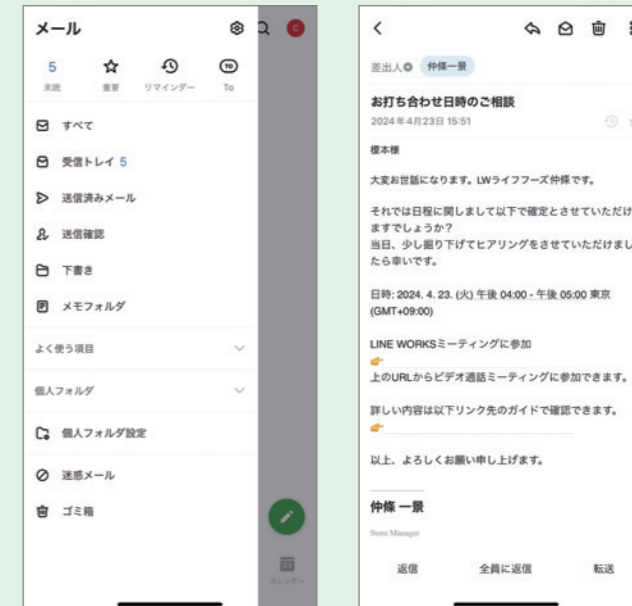 メール
C
5
未読
重要
リマインダー
TO
To
すべて
受信トレイ 5
送信済みメール
送信確認
下書き
メモフォルダ
よく使う項目
個人フォルダ
個人フォルダ設定
迷惑メール
ゴミ箱
カレンダー
差出人 仲條一景
お打ち合わせ日時のご相談
2024年4月23日 15:51
榎本様
大変お世話になります。LWライフフーズ仲條です。
それでは日程に関しまして以下で確定とさせていただけ
ますでしょうか?
当日、少し掘り下げてヒアリングをさせていただけまし
たら幸いです。
日時: 2024. 4. 23. (火) 午後 04:00 - 午後 05:00 東京
(GMT+09:00)
LINE WORKSミーティングに参加
上のURLからビデオ通話ミーティングに参加できます。
詳しい内容は以下リンク先のガイドで確認できます。
以上、よろしくお願い申し上げます。
仲條 一景
Store Manager
返信 全員に返信 転送